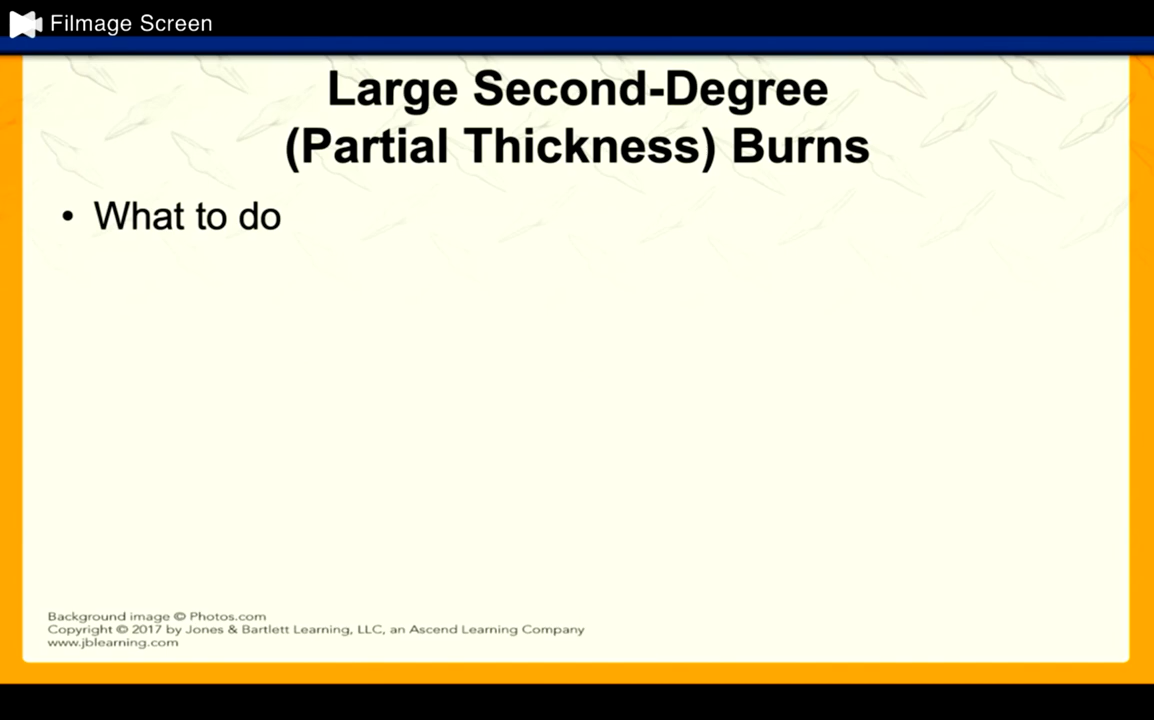 Filmage Screen
Large Second-Degree
(Partial Thickness) Burns
• What to do
Background image © Photos.com
Copyright © 2017 by Jones & Bartlett Learning, LLC, an Ascend Learning Company
www.jblearning.com